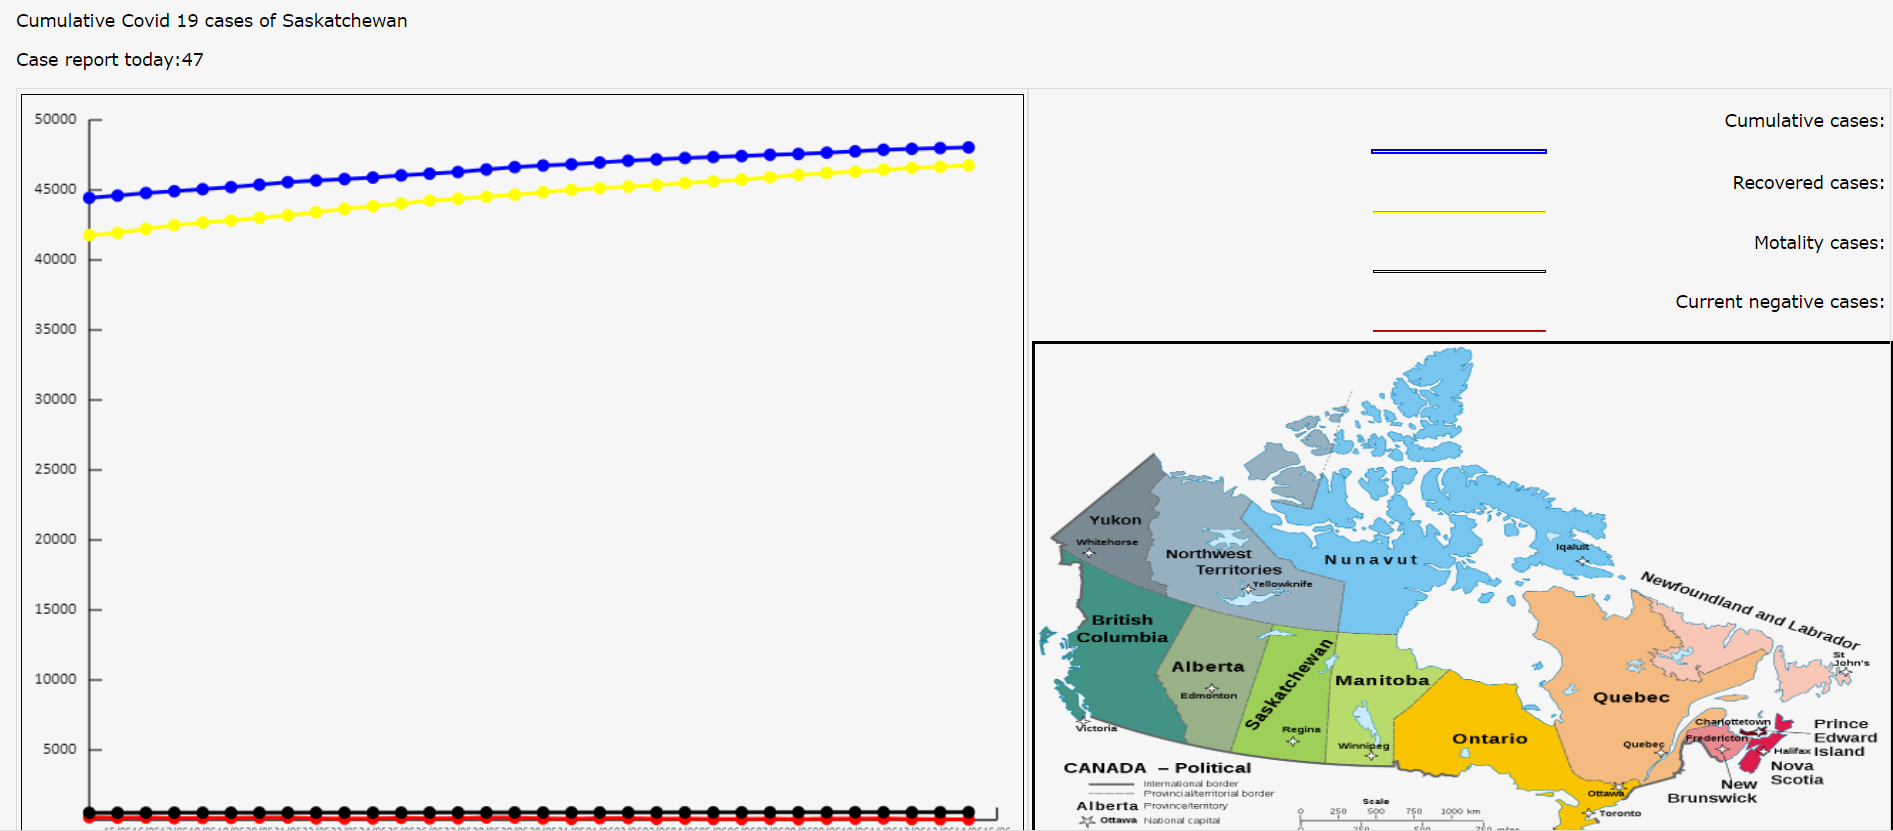 Cumulative Covid 19 cases of Saskatchewan
Case report today:47
50000
45000
40000
35000
30000
25000
20000
15000
10000
5000
Cumulative cases:
Recovered cases:
Motality cases:
Current negative cases:
Yukon
Whitehorse
Northwest
Territories
Yellowknife
Nunavut
Iqaluit
Newfoundland and Labrador
St
John's
British
Columbia
Victoria
Alberta
Edmonton
Saskatchewan
Regina
Manitoba
Winnipeg
Ontario
Quebec
Quebec
Ottawa
Toronto
Charlottetown
Fredericton
Halifax
Prince
Edward
Island
Nova
Scotia
New
Brunswick
CANADA – Political
International border
Provincial/territorial border
Alberta Province/territory
Ottawa National capital
Scale
0 250 500 750 1000 km